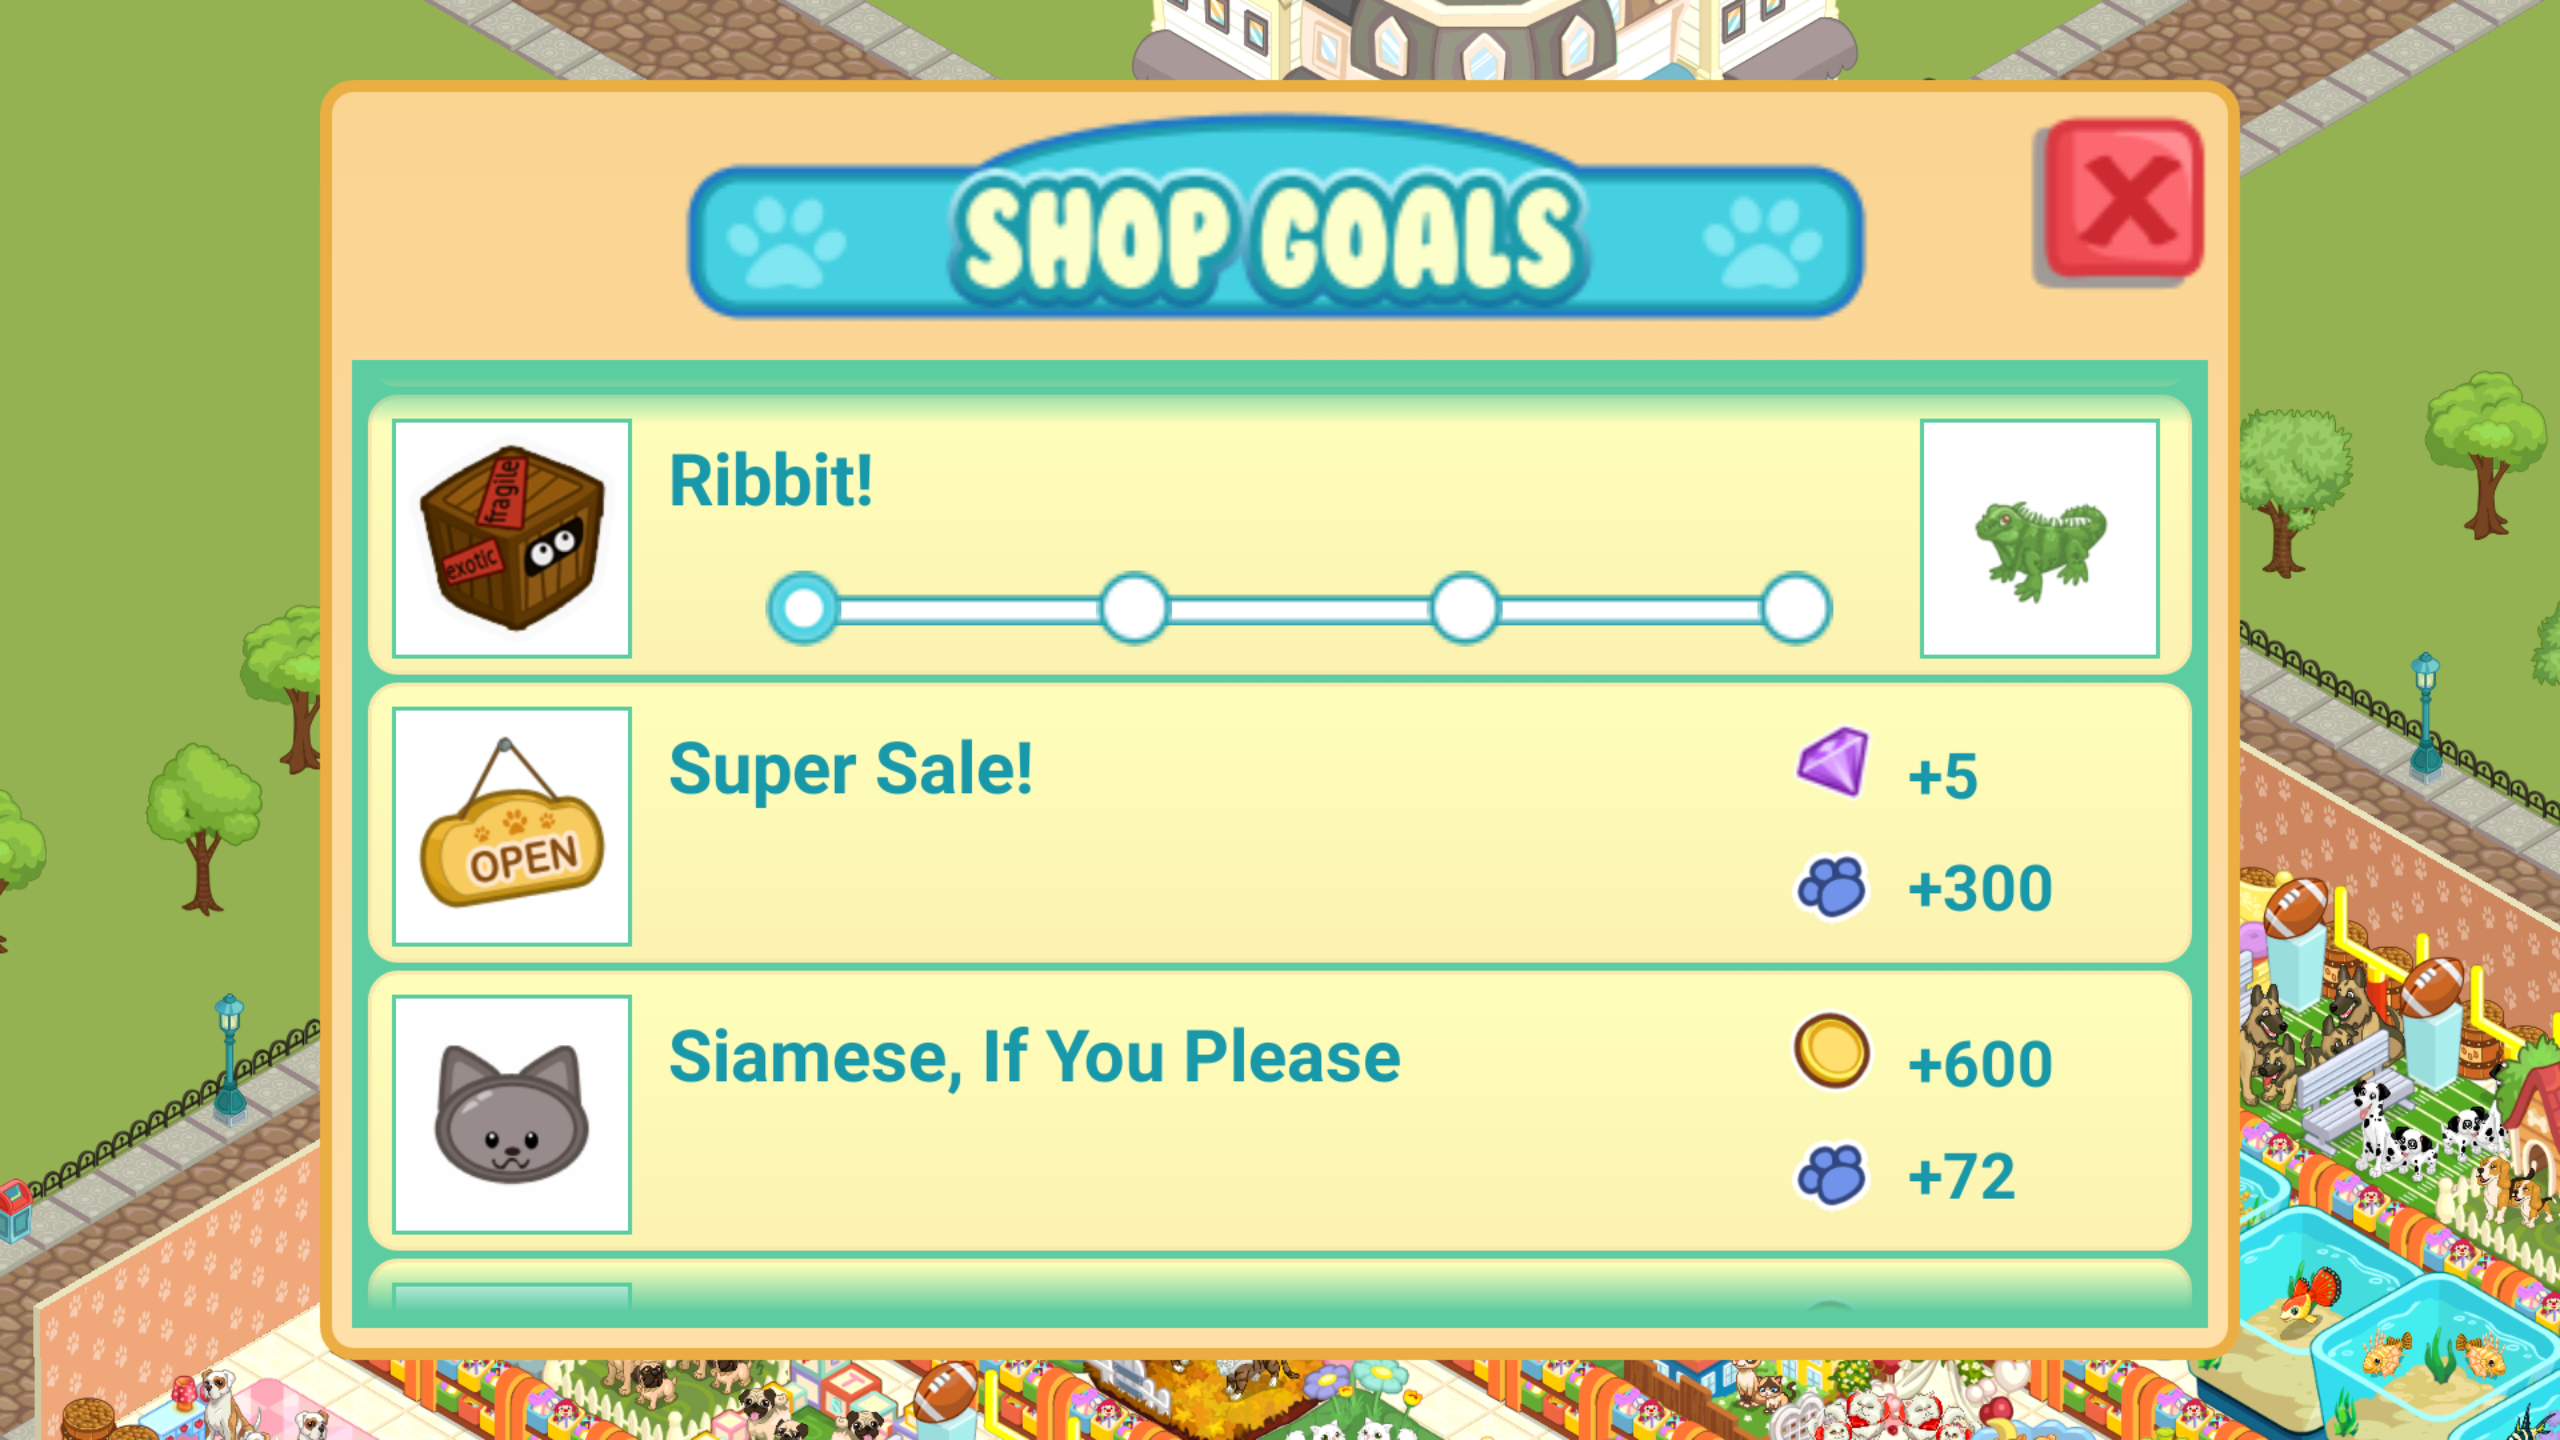 SHOP GOALS
fragile
exotic
Ribbit!
OPEN
Super Sale!
+5
+300
Siamese, If You Please
+600
+72